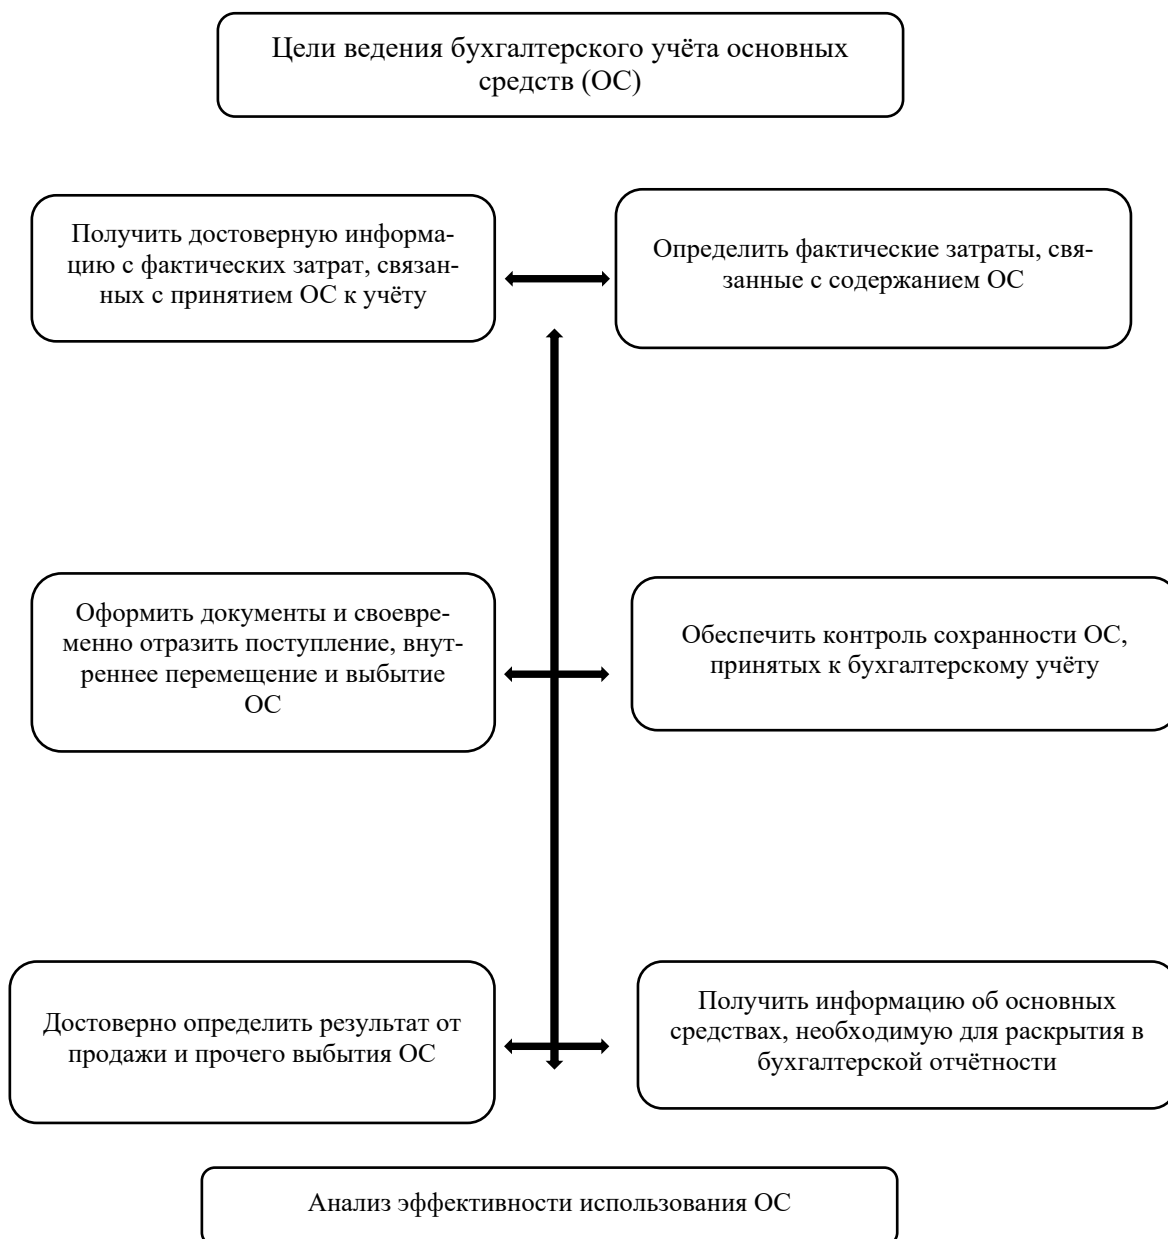 Цели ведения бухгалтерского учёта основных
средств (ОС)
Получить достоверную информа-
цию с фактических затрат, связан-
ных с принятием ОС к учёту
Определить фактические затраты, свя-
занные с содержанием ОС
Оформить документы и своевре-
менно отразить поступление, внут-
реннее перемещение и выбытие
ОС
Обеспечить контроль сохранности ОС,
принятых к бухгалтерскому учёту
Достоверно определить результат от
продажи и прочего выбытия ОС
Получить информацию об основных
средствах, необходимую для раскрытия в
бухгалтерской отчётности
Анализ эффективности использования ОС